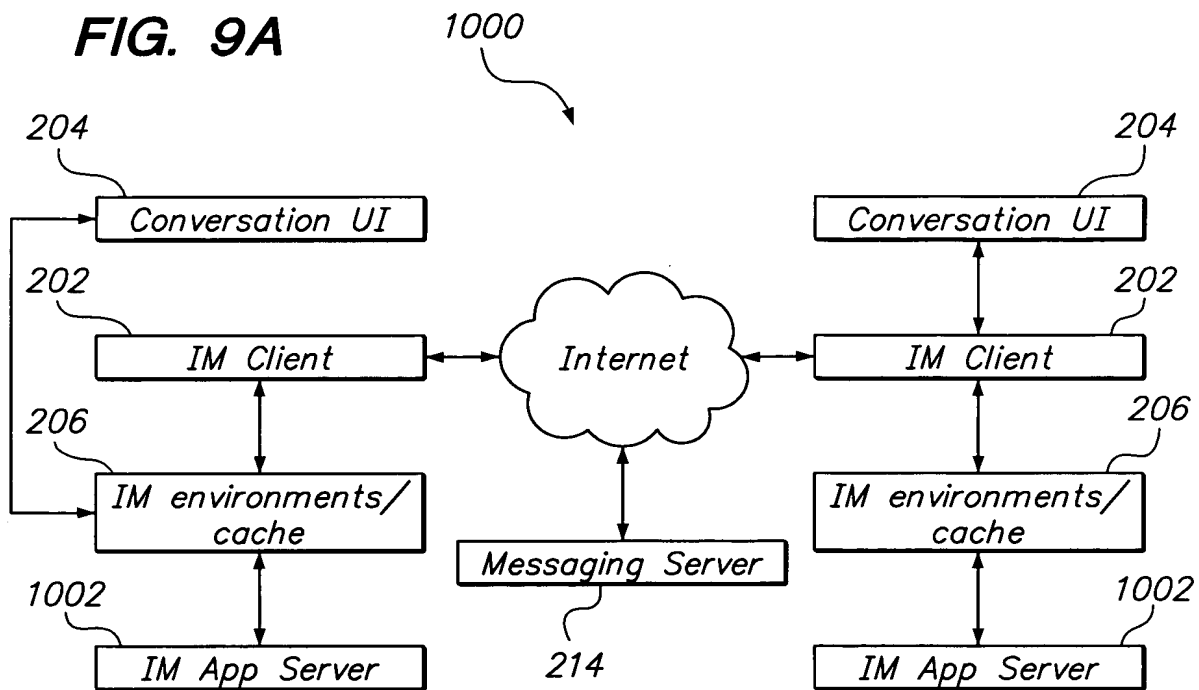 FIG. 9A
1000
204
204
Conversation UI
Conversation UI
202
202
IM Client
Internet
IM Client
206
206
IM environments/
cache
IM environments/
cache
Messaging Server
1002
1002
214
IM App Server
IM App Server